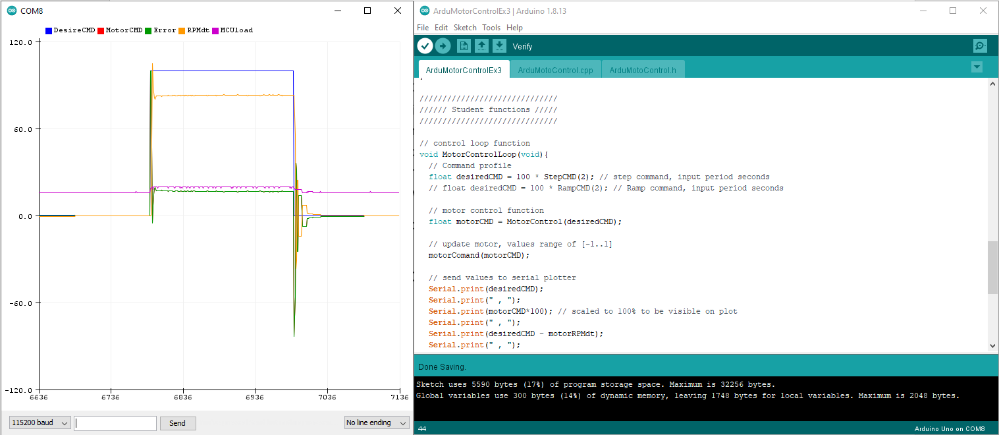 COM8
DesireCMD MotorCMD Error RPMdt MCUload
120.0
60.0
0.0
-60.0
-120.0
6636 6736 6836 6936 7036 7136
115200 baud Send No line ending
ArduMotorControlEx3 | Arduino 1.8.13
File Edit Sketch Tools Help
Verify
ArduMotorControlEx3 ArduMotoControl.cpp ArduMotoControl.h
//////////////////////////////
////// Student functions /////
//////////////////////////////
// control loop function
void MotorControlLoop(void){
// Command profile
float desiredCMD = 100 * StepCMD(2); // step command, input period seconds
// float desiredCMD = 100 * RampCMD(2); // Ramp command, input period seconds
// motor control function
float motorCMD = MotorControl(desiredCMD);
// update motor, values range of [-1..1]
motorComand(motorCMD);
// send values to serial plotter
Serial.print(desiredCMD);
Serial.print(" , ");
Serial.print(motorCMD*100); // scaled to 100% to be visible on plot
Serial.print(" , ");
Serial.print(desiredCMD - motorRPMdt);
Serial.print(" , ");
Done Saving.
Sketch uses 5590 bytes (17%) of program storage space. Maximum is 32256 bytes.
Global variables use 300 bytes (14%) of dynamic memory, leaving 1748 bytes for local variables. Maximum is 2048 bytes.
44 Arduino Uno on COM8